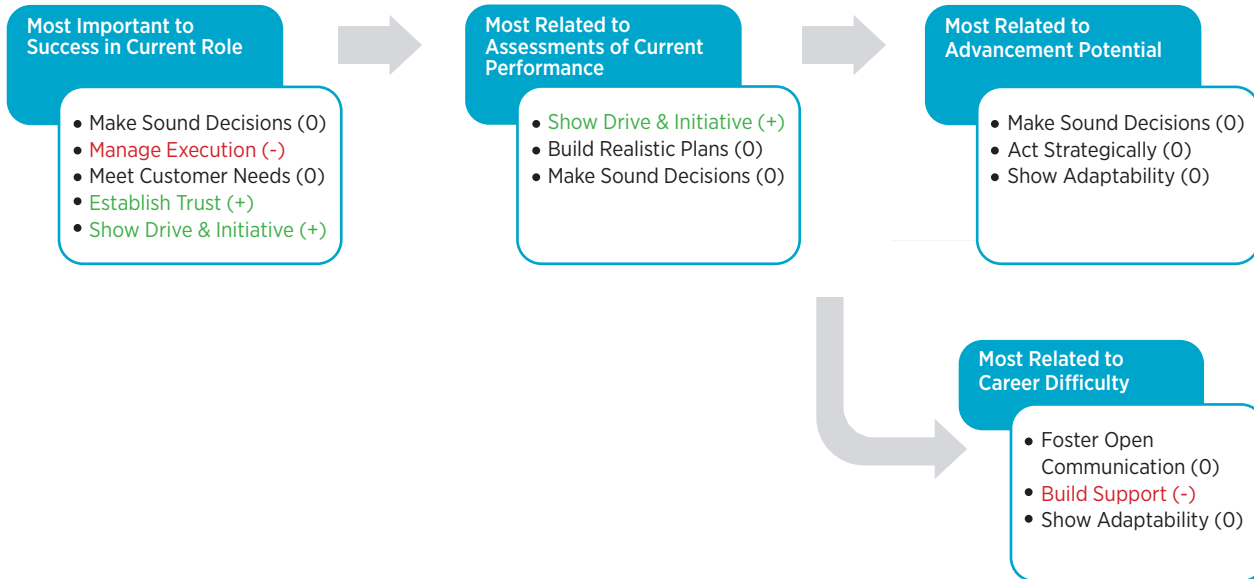 Most Important to
Success in Current Role
• Make Sound Decisions (0)
• Manage Execution (-)
• Meet Customer Needs (0)
• Establish Trust (+)
• Show Drive & Initiative (+)
Most Related to
Assessments of Current
Performance
• Show Drive & Initiative (+)
• Build Realistic Plans (0)
• Make Sound Decisions (0)
Most Related to
Advancement Potential
• Make Sound Decisions (0)
• Act Strategically (0)
• Show Adaptability (0)
Most Related to
Career Difficulty
• Foster Open
Communication (0)
• Build Support (-)
• Show Adaptability (0)